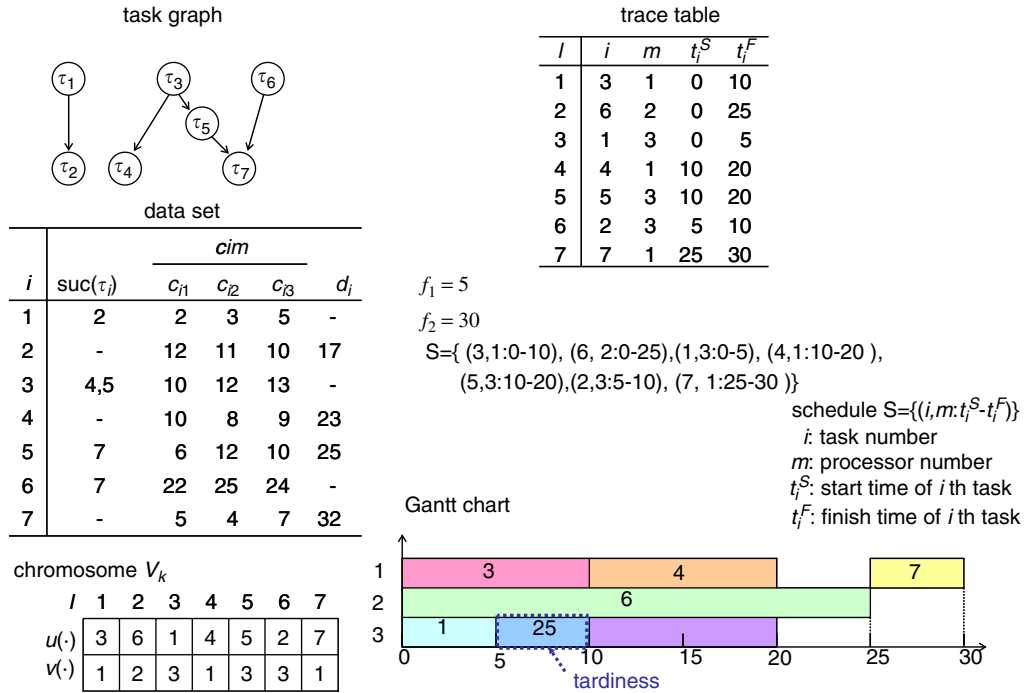 task graph
τ1 τ3 τ6
τ5
τ2 τ4 τ7
data set
cim
i suc(τi) ci1 ci2 ci3 di
1 2 2 3 5 -
2 - 12 11 10 17
3 4,5 10 12 13 -
4 - 10 8 9 23
5 7 6 12 10 25
6 7 22 25 24 -
7 - 5 4 7 32
chromosome Vk
l 1 2 3 4 5 6 7
u(·) 3 6 1 4 5 2 7
v(·) 1 2 3 1 3 3 1
trace table
l i m tiS tiF
1 3 1 0 10
2 6 2 0 25
3 1 3 0 5
4 4 1 10 20
5 5 3 10 20
6 2 3 5 10
7 7 1 25 30
f1 = 5
f2 = 30
S={ (3,1:0-10), (6, 2:0-25),(1,3:0-5), (4,1:10-20 ),
(5,3:10-20),(2,3:5-10), (7, 1:25-30 )}
schedule S={(i,m:tiS-tiF)}
i: task number
m: processor number
tiS: start time of i th task
tiF: finish time of i th task
Gantt chart
1 3 4 7
2 6
3 1 25
0 5 10 15 20 25 30
tardiness